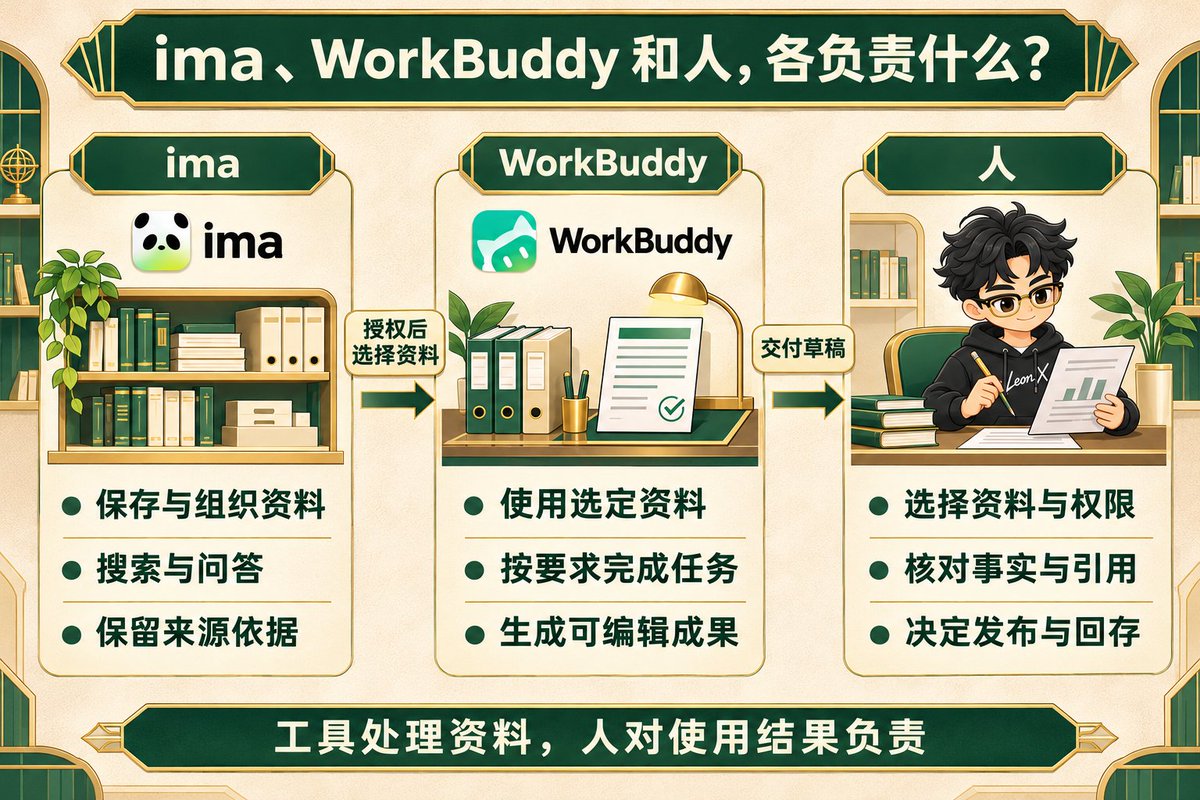 ima、WorkBuddy 和人，各负责什么？
ima
ima
保存与组织资料
搜索与问答
保留来源依据
授权后
选择资料
WorkBuddy
WorkBuddy
使用选定资料
按要求完成任务
生成可编辑成果
交付草稿
人
Leon X
选择资料与权限
核对事实与引用
决定发布与回存
工具处理资料，人对使用结果负责